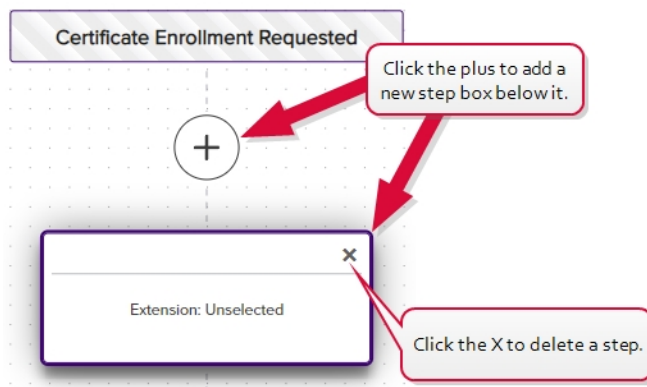 Certificate Enrollment Requested
Click the plus to add a
new step box below it.
Extension: Unselected
Click the X to delete a step.